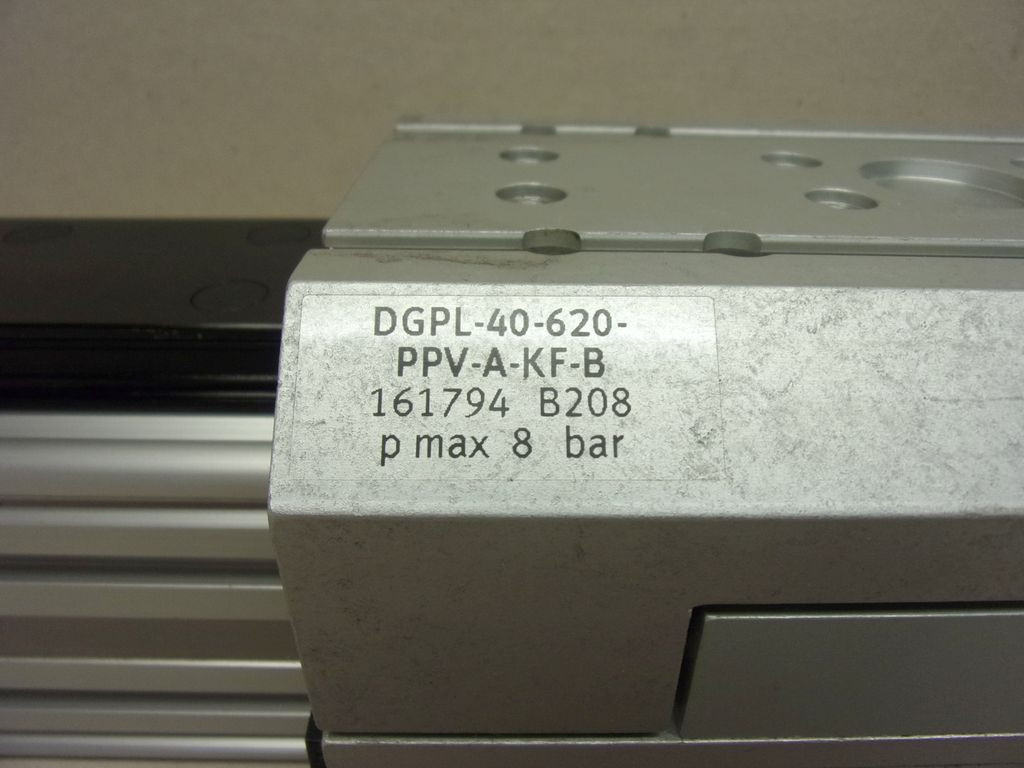 DGPL-40-620-
PPV-A-KF-B
161794 B208
p max 8 bar